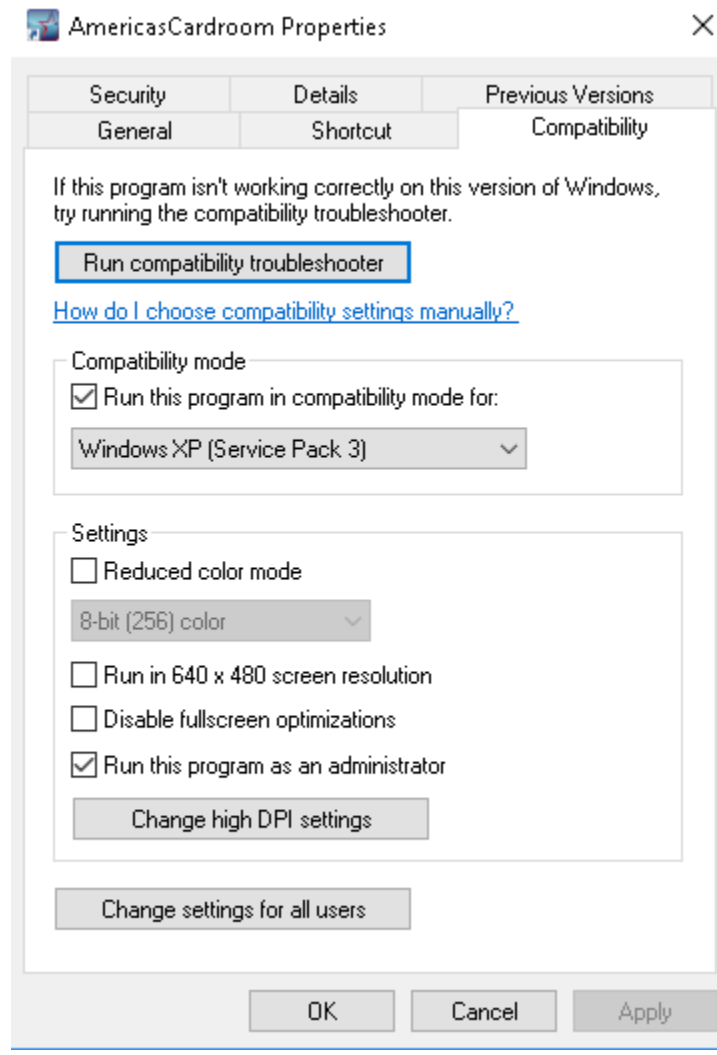 AmericasCardroom Properties
Security Details Previous Versions
General Shortcut Compatibility
If this program isn't working correctly on this version of Windows,
try running the compatibility troubleshooter.
Run compatibility troubleshooter
How do I choose compatibility settings manually?
Compatibility mode
Run this program in compatibility mode for:
Windows XP (Service Pack 3)
Settings
Reduced color mode
8-bit (256) color
Run in 640 x 480 screen resolution
Disable fullscreen optimizations
Run this program as an administrator
Change high DPI settings
Change settings for all users
OK Cancel Apply